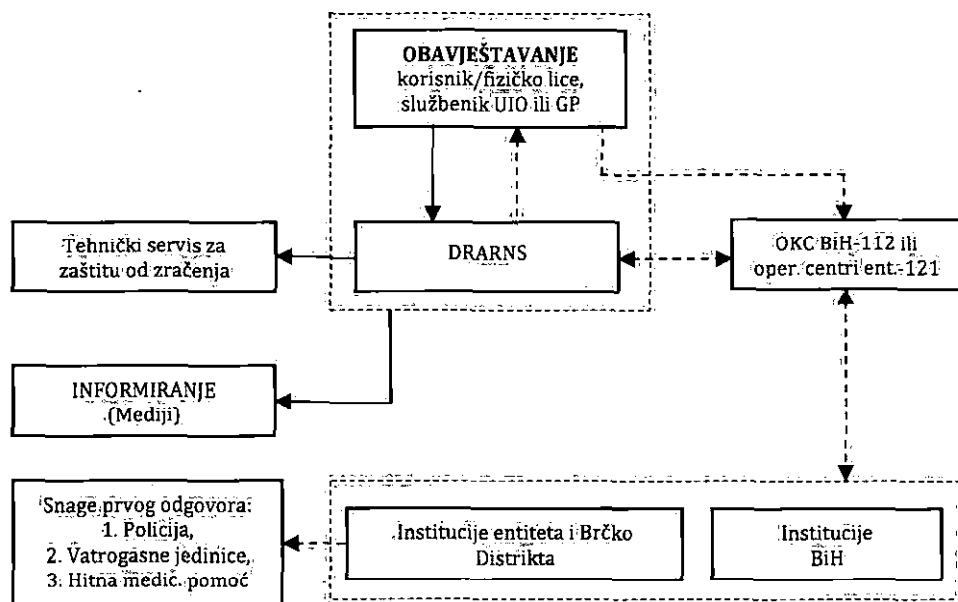 OBAVJEŠTAVANJE
korisnik/fizičko lice,
službenik UIO ili GP
Tehnički servis za
zaštitu od zračenja
DRARNS
OKC BiH-112 ili
oper. centri ent.-121
INFORMIRANJE
(Mediji)
Snage prvog odgovora:
1. Policija,
2. Vatrogasne jedinice,
3. Hitna medic. pomoć
Institucije entiteta i Brčko
Distrikta
Institucije
BiH